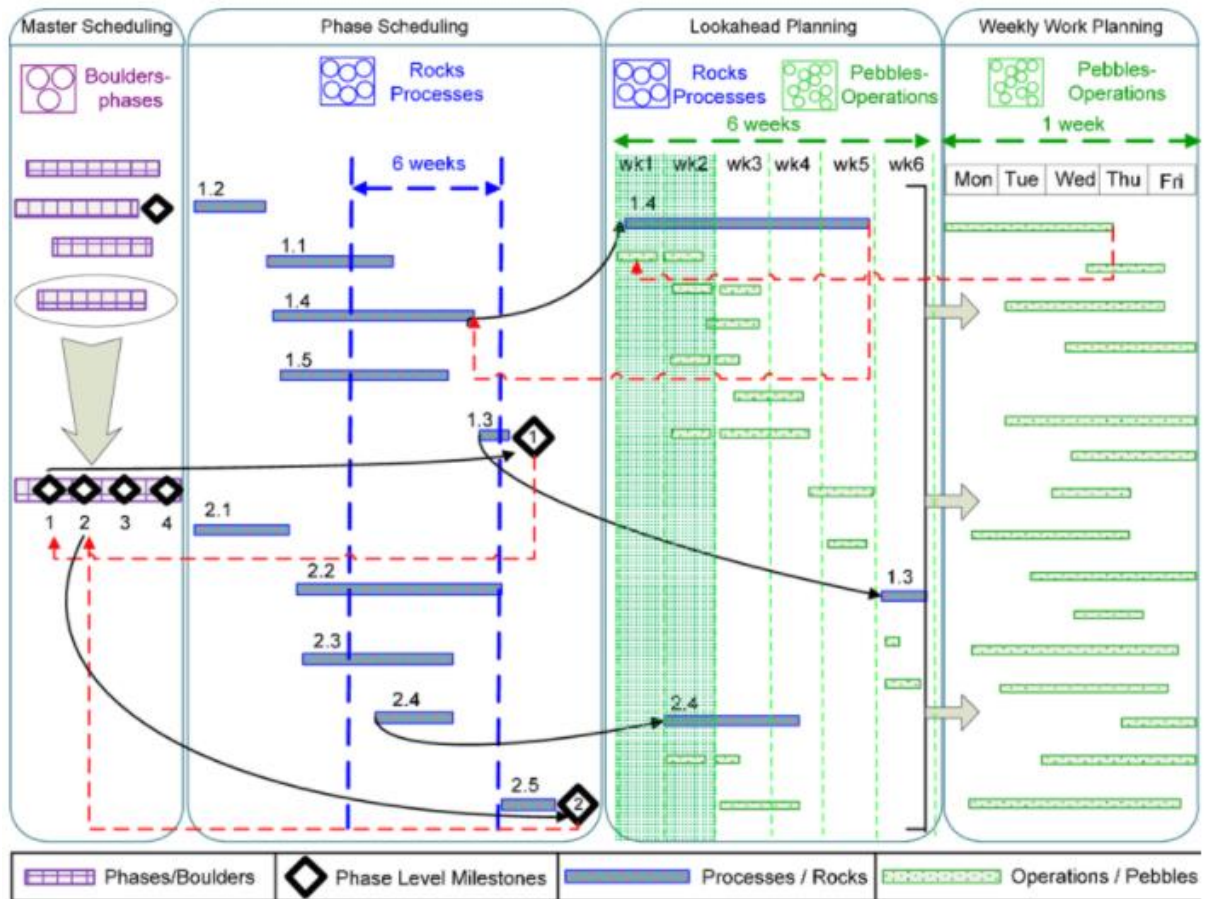 Master Scheduling
Phase Scheduling
Lookahead Planning
Weekly Work Planning
Boulders-
phases
Rocks
Processes
Rocks
Processes
Pebbles-
Operations
Pebbles-
Operations
6 weeks
6 weeks
1 week
wk1 wk2 wk3 wk4 wk5 wk6
Mon Tue Wed Thu Fri
1.2
1.1
1.4
1.5
1.3
1
2.1
2.2
2.3
2.4
2.5
2
1 2 3 4
1.4
1.3
2.4
Phases/Boulders
Phase Level Milestones
Processes / Rocks
Operations / Pebbles